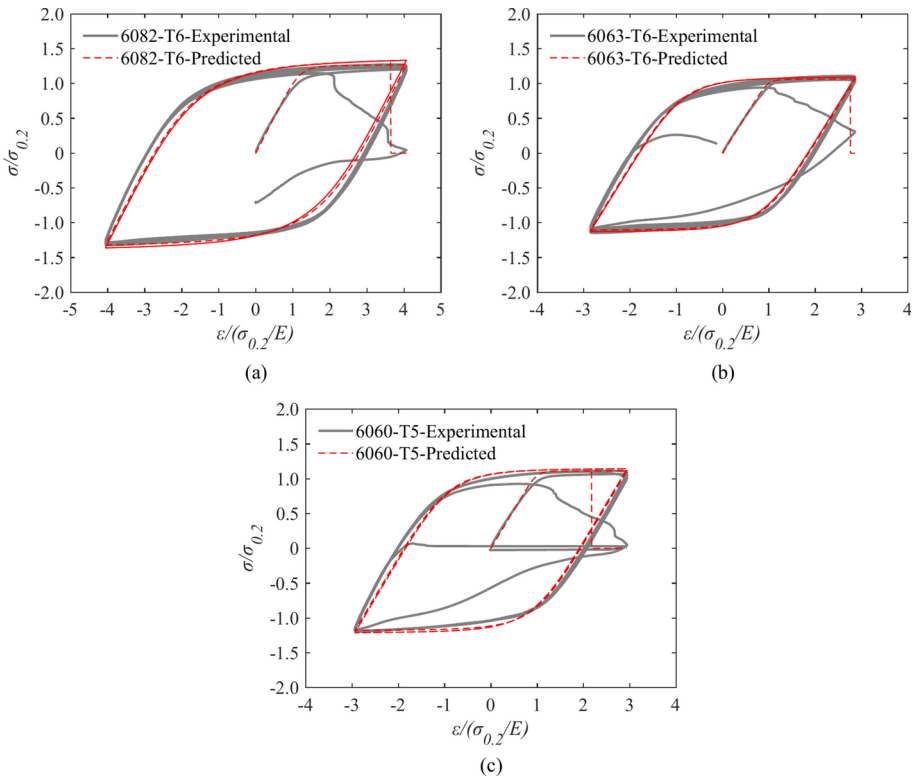 2.0
6082-T6-Experimental
6063-T6-Experimental
1.5
6082-T6-Predicted
6063-T6-Predicted
1.0
0.5
σ/σ0.2
0
-0.5
-1.0
-1.5
-2.0
-5 -4 -3 -2 -1 0 1 2 3 4 5
ε/(σ0.2/E)
(a)
2.0
1.5
1.0
0.5
σ/σ0.2
0
-0.5
-1.0
-1.5
-2.0
-4 -3 -2 -1 0 1 2 3 4
ε/(σ0.2/E)
(b)
2.0
6060-T5-Experimental
1.5
6060-T5-Predicted
1.0
0.5
σ/σ0.2
0
-0.5
-1.0
-1.5
-2.0
-4 -3 -2 -1 0 1 2 3 4
ε/(σ0.2/E)
(c)